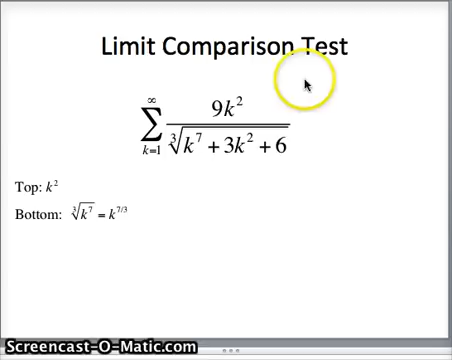 Limit Comparison Test
∞
∑ 9k² / ∛(k⁷ + 3k² + 6)
k=1
Top: k²
Bottom: ∛(k⁷) = k^(7/3)
Screencast-O-Matic.com